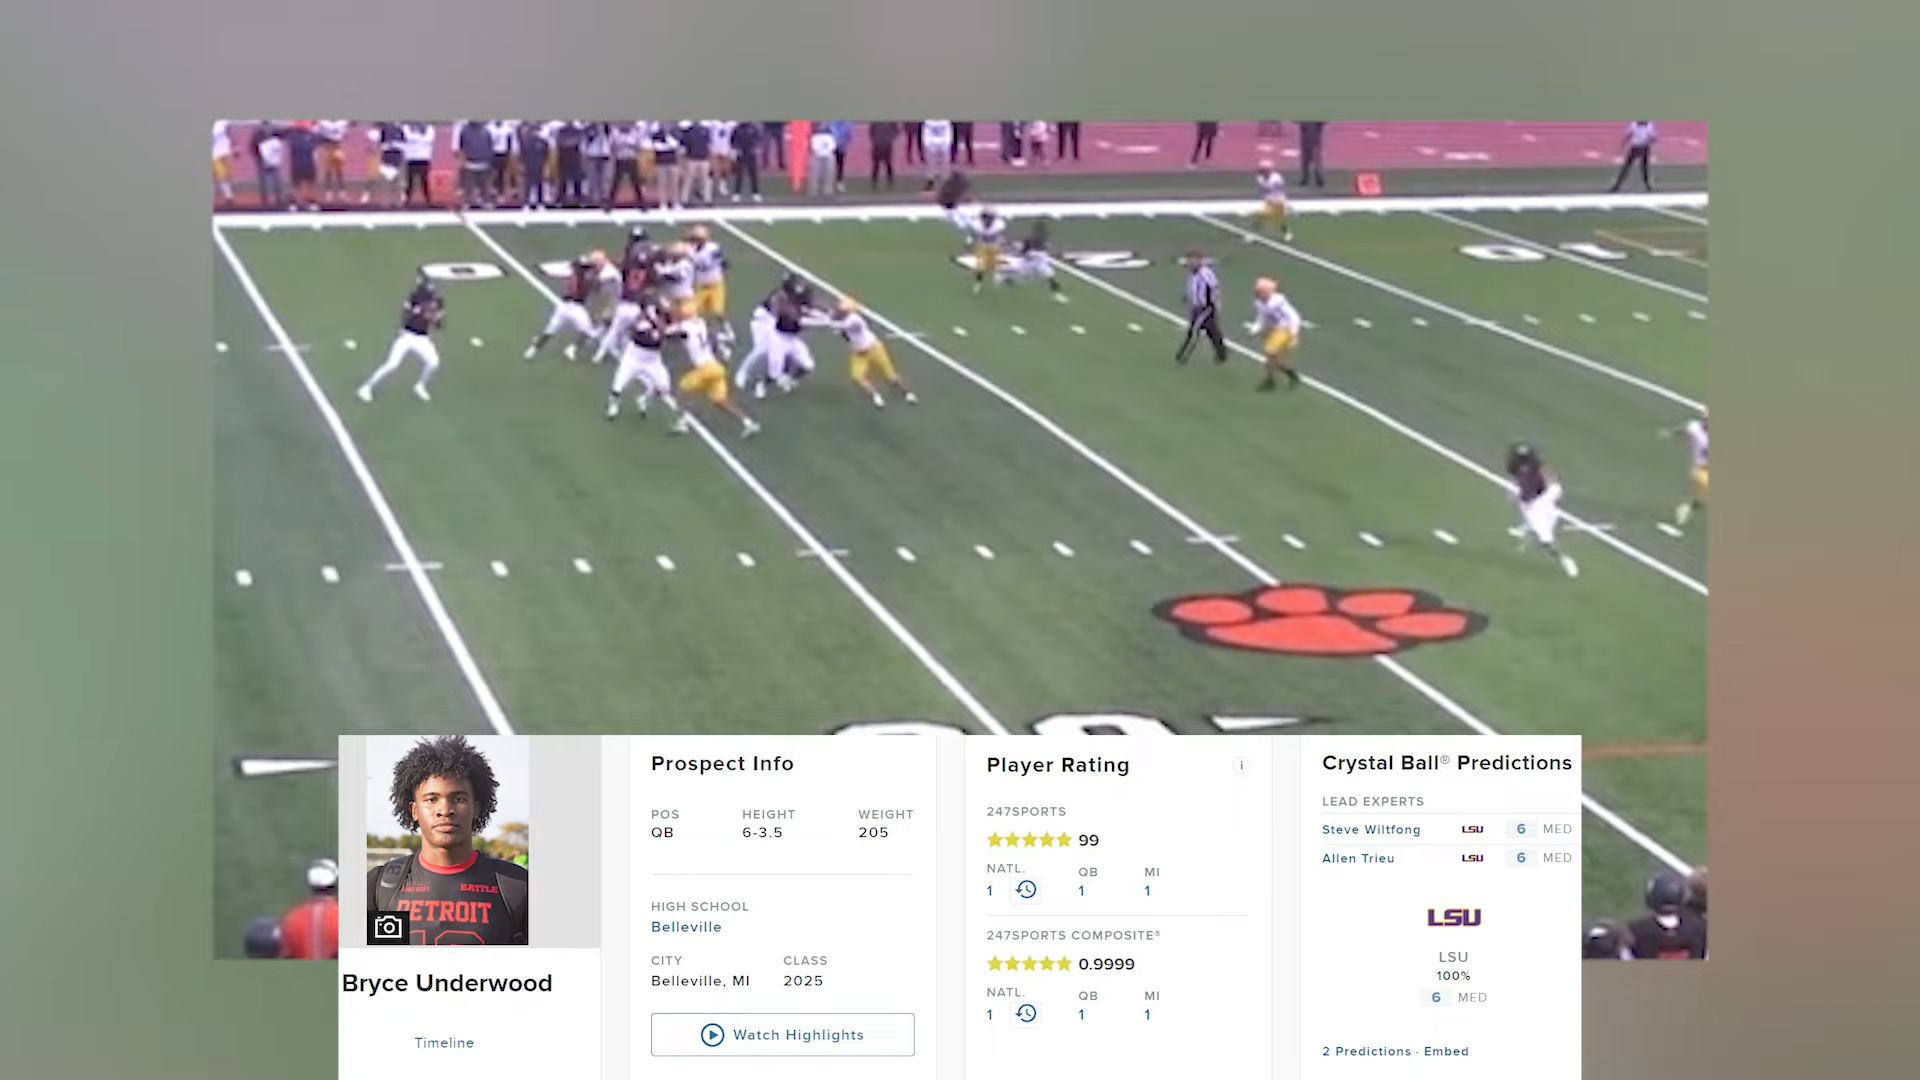 BATTLE
DETROIT
Bryce Underwood
Timeline
Prospect Info
POS HEIGHT WEIGHT
QB 6-3.5 205
HIGH SCHOOL
Belleville
CITY CLASS
Belleville, MI 2025
Watch Highlights
Player Rating
247SPORTS
99
NATL. QB MI
1 1 1
247SPORTS COMPOSITE®
0.9999
NATL. QB MI
1 1 1
Crystal Ball® Predictions
LEAD EXPERTS
Steve Wiltfong LSU 6 MED
Allen Trieu LSU 6 MED
LSU
LSU
100%
6 MED
2 Predictions · Embed